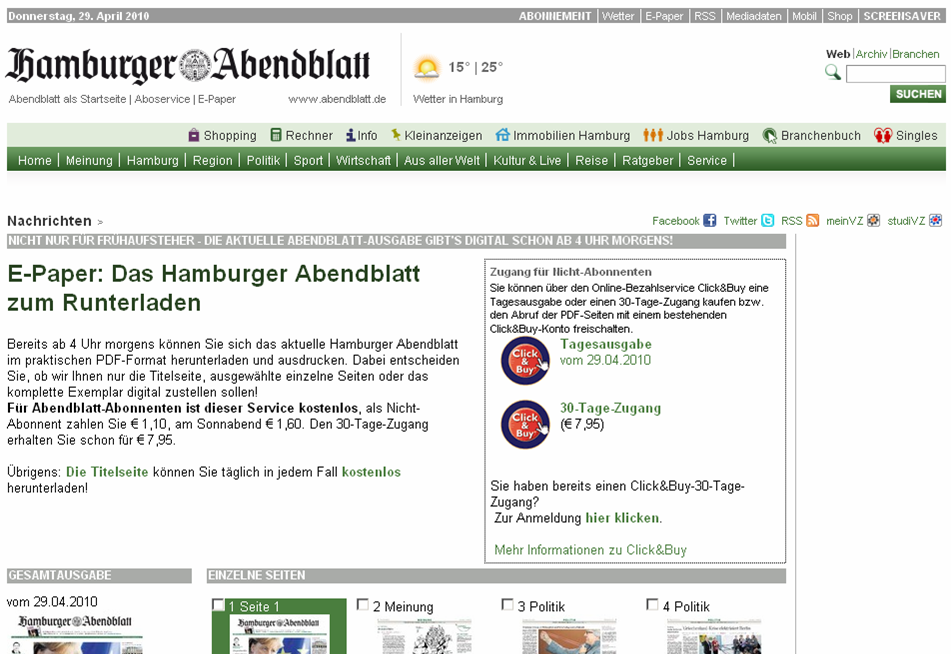 Donnerstag, 29. April 2010
ABONNEMENT | Wetter | E-Paper | RSS | Mediadaten | Mobil | Shop | SCREENSAVER
Hamburger Abendblatt
15° | 25°
Web | Archiv | Branchen
SUCHEN
Abendblatt als Startseite | Aboservice | E-Paper
www.abendblatt.de
Wetter in Hamburg
Shopping Rechner Info Kleinanzeigen Immobilien Hamburg Jobs Hamburg Branchenbuch Singles
Home | Meinung | Hamburg | Region | Politik | Sport | Wirtschaft | Aus aller Welt | Kultur & Live | Reise | Ratgeber | Service |
Nachrichten »
Facebook Twitter RSS meinVZ studiVZ
NICHT NUR FÜR FRÜHAUFSTEHER - DIE AKTUELLE ABENDBLATT-AUSGABE GIBT'S DIGITAL SCHON AB 4 UHR MORGENS!
E-Paper: Das Hamburger Abendblatt
zum Runterladen
Bereits ab 4 Uhr morgens können Sie sich das aktuelle Hamburger Abendblatt
im praktischen PDF-Format herunterladen und ausdrucken. Dabei entscheiden
Sie, ob wir Ihnen nur die Titelseite, ausgewählte einzelne Seiten oder das
komplette Exemplar digital zustellen sollen!
Für Abendblatt-Abonnenten ist dieser Service kostenlos, als Nicht-
Abonnent zahlen Sie € 1,10, am Sonnabend € 1,60. Den 30-Tage-Zugang
erhalten Sie schon für € 7,95.
Übrigens: Die Titelseite können Sie täglich in jedem Fall kostenlos
herunterladen!
Zugang für Nicht-Abonnenten
Sie können über den Online-Bezahlservice Click&Buy eine
Tagesausgabe oder einen 30-Tage-Zugang kaufen bzw.
den Abruf der PDF-Seiten mit einem bestehenden
Click&Buy-Konto freischalten.
Click
&
Buy
Tagesausgabe
vom 29.04.2010
Click
&
Buy
30-Tage-Zugang
(€ 7,95)
Sie haben bereits einen Click&Buy-30-Tage-
Zugang?
Zur Anmeldung hier klicken.
Mehr Informationen zu Click&Buy
GESAMTAUSGABE
vom 29.04.2010
Hamburger Abendblatt
EINZELNE SEITEN
1 Seite 1
Hamburger Abendblatt
2 Meinung
3 Politik
4 Politik